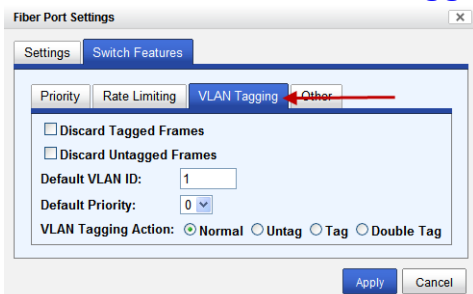 Fiber Port Settings
Settings Switch Features
Priority Rate Limiting VLAN Tagging Other
Discard Tagged Frames
Discard Untagged Frames
Default VLAN ID: 1
Default Priority: 0
VLAN Tagging Action: Normal Untag Tag Double Tag
Apply Cancel